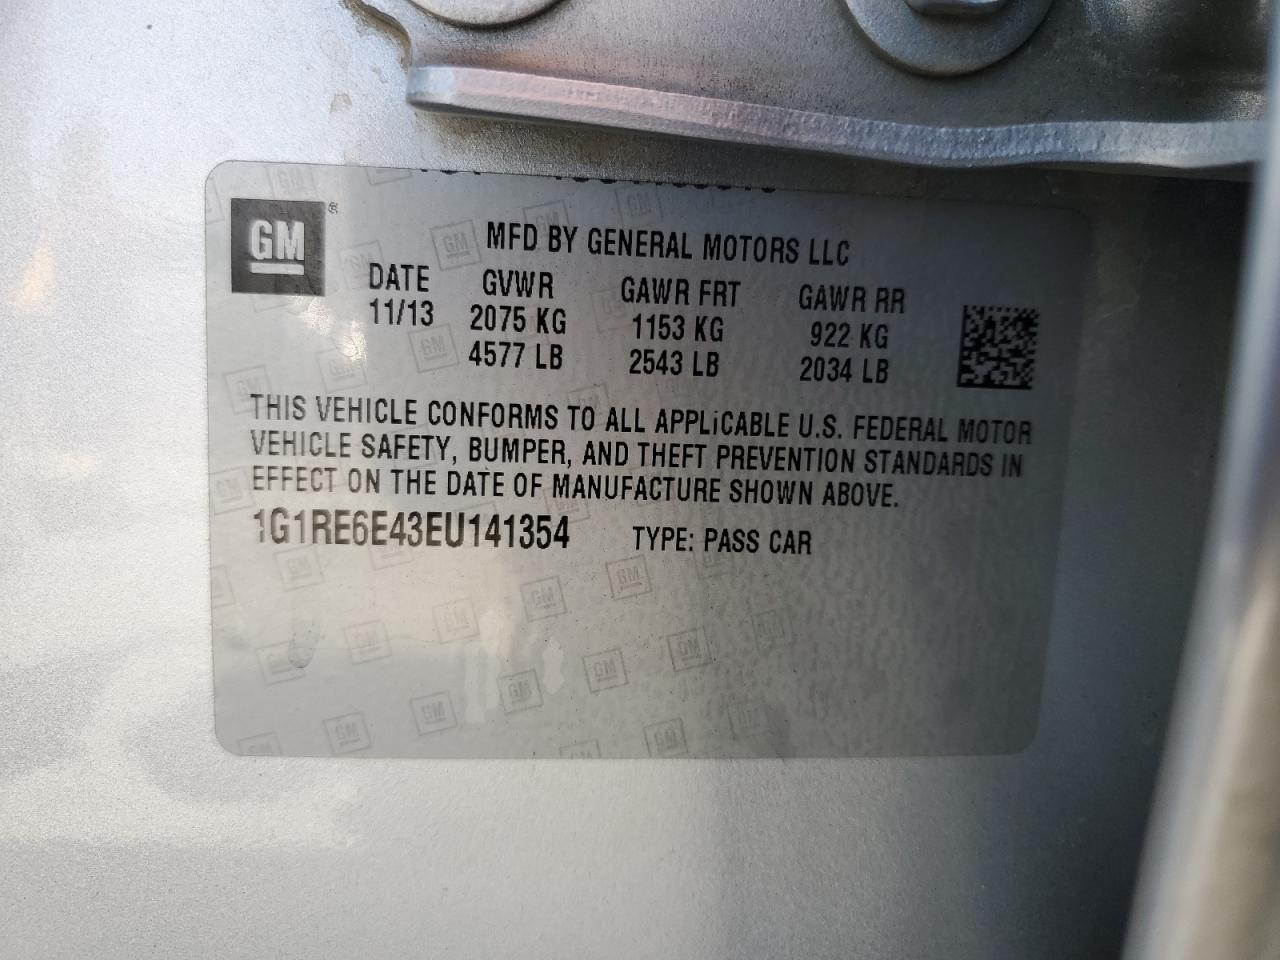 GM
MFD BY GENERAL MOTORS LLC
DATE GVWR GAWR FRT GAWR RR
11/13 2075 KG 1153 KG 922 KG
4577 LB 2543 LB 2034 LB
THIS VEHICLE CONFORMS TO ALL APPLiCABLE U.S. FEDERAL MOTOR
VEHICLE SAFETY, BUMPER, AND THEFT PREVENTION STANDARDS IN
EFFECT ON THE DATE OF MANUFACTURE SHOWN ABOVE.
1G1RE6E43EU141354 TYPE: PASS CAR